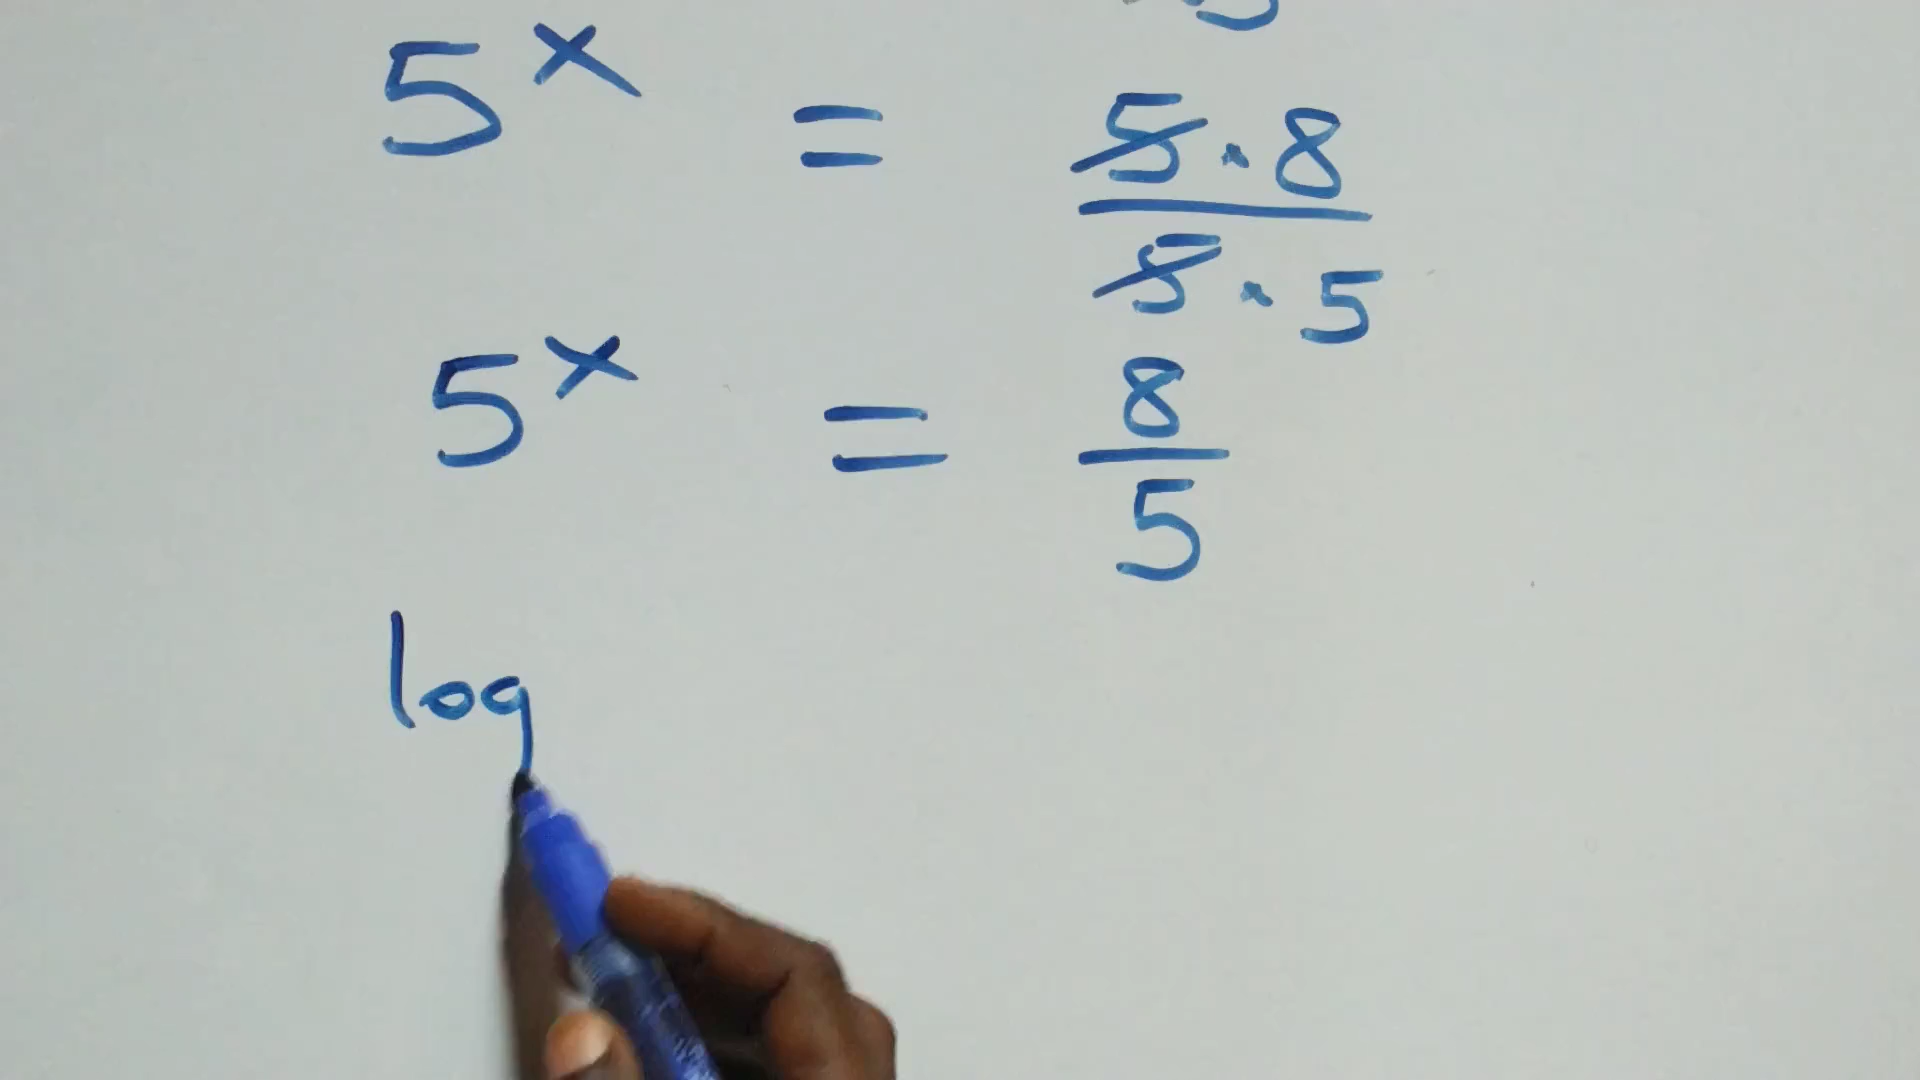 5^x = (5 · 8)/(5 · 5)
5^x = 8/5
log